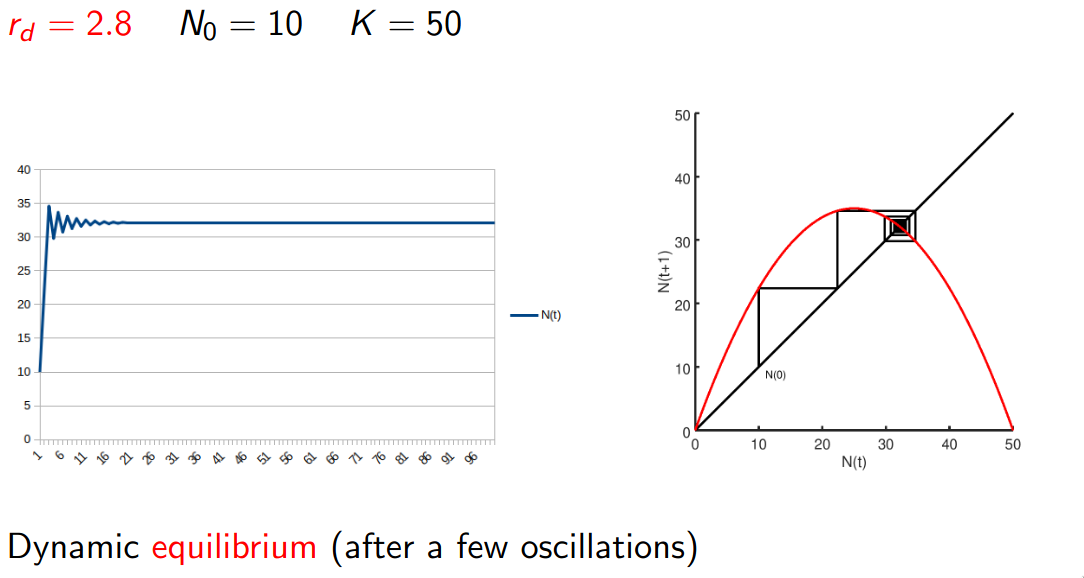 r_d = 2.8 N_0 = 10 K = 50
40
35
30
25
20
15
10
5
0
1 6 11 16 21 26 31 36 41 46 51 56 61 66 71 76 81 86 91 96
N(t)
50
40
30
20
10
0
N(t+1)
N(0)
0 10 20 30 40 50
N(t)
Dynamic equilibrium (after a few oscillations)